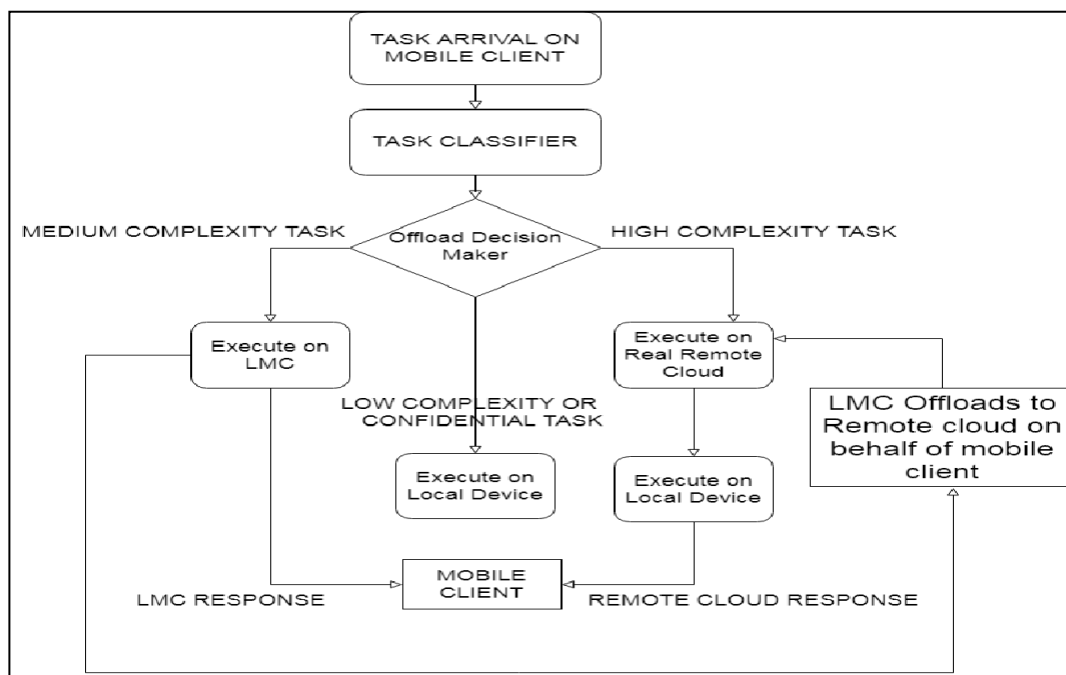 TASK ARRIVAL ON
MOBILE CLIENT
TASK CLASSIFIER
MEDIUM COMPLEXITY TASK
Offload Decision
Maker
HIGH COMPLEXITY TASK
Execute on
LMC
Execute on
Real Remote
Cloud
LOW COMPLEXITY OR
CONFIDENTIAL TASK
LMC Offloads to
Remote cloud on
behalf of mobile
client
Execute on
Local Device
Execute on
Local Device
MOBILE
CLIENT
LMC RESPONSE
REMOTE CLOUD RESPONSE